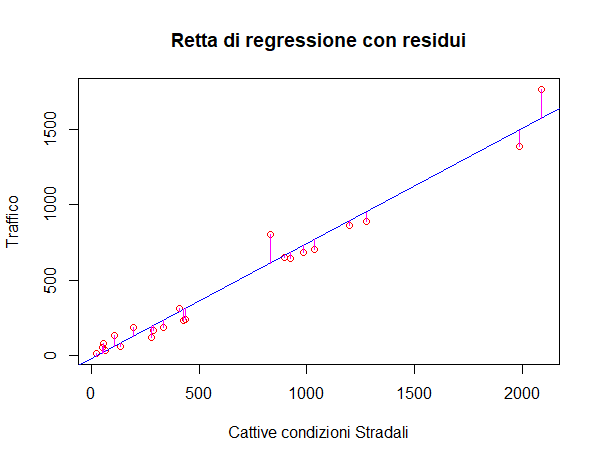 Retta di regressione con residui
Traffico
1500
1000
500
0
0 500 1000 1500 2000
Cattive condizioni Stradali